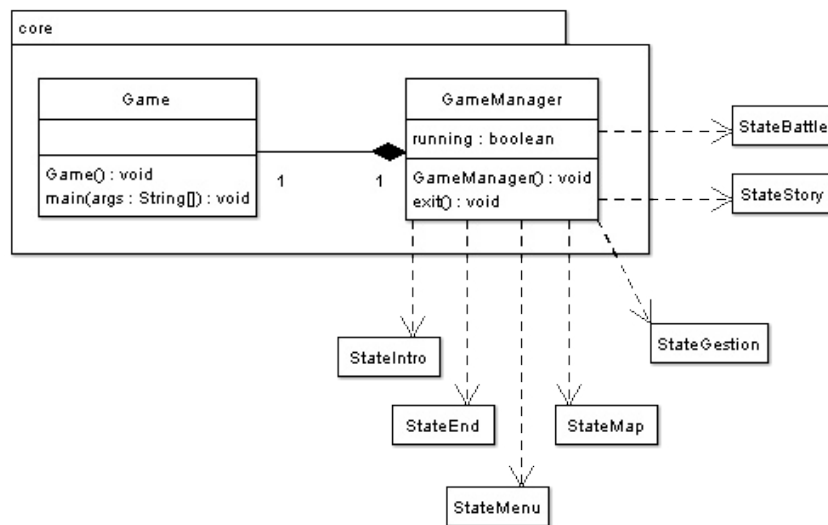 core
Game
Game() : void
main(args : String[]) : void
1
1
GameManager
running : boolean
GameManager() : void
exit() : void
StateBattle
StateStory
StateGestion
StateIntro
StateEnd
StateMap
StateMenu